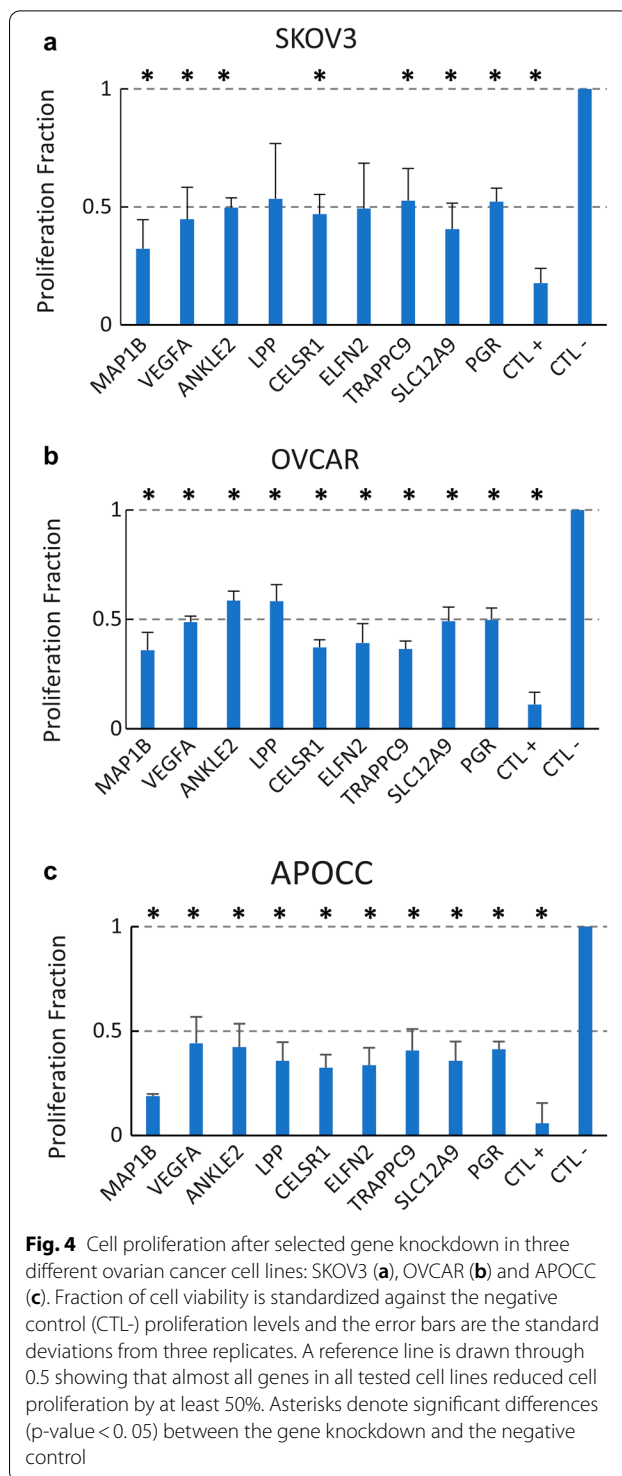 a
SKOV3
* * * * * * * *
Proliferation Fraction
1
0.5
0
MAP1B
VEGFA
ANKLE2
LPP
CELSR1
ELFN2
TRAPPC9
SLC12A9
PGR
CTL +
CTL -
b
OVCAR
* * * * * * * * * *
Proliferation Fraction
1
0.5
0
MAP1B
VEGFA
ANKLE2
LPP
CELSR1
ELFN2
TRAPPC9
SLC12A9
PGR
CTL +
CTL -
c
APOCC
* * * * * * * * * *
Proliferation Fraction
1
0.5
0
MAP1B
VEGFA
ANKLE2
LPP
CELSR1
ELFN2
TRAPPC9
SLC12A9
PGR
CTL +
CTL -
Fig. 4 Cell proliferation after selected gene knockdown in three
different ovarian cancer cell lines: SKOV3 (a), OVCAR (b) and APOCC
(c). Fraction of cell viability is standardized against the negative
control (CTL-) proliferation levels and the error bars are the standard
deviations from three replicates. A reference line is drawn through
0.5 showing that almost all genes in all tested cell lines reduced cell
proliferation by at least 50%. Asterisks denote significant differences
(p-value < 0. 05) between the gene knockdown and the negative
control